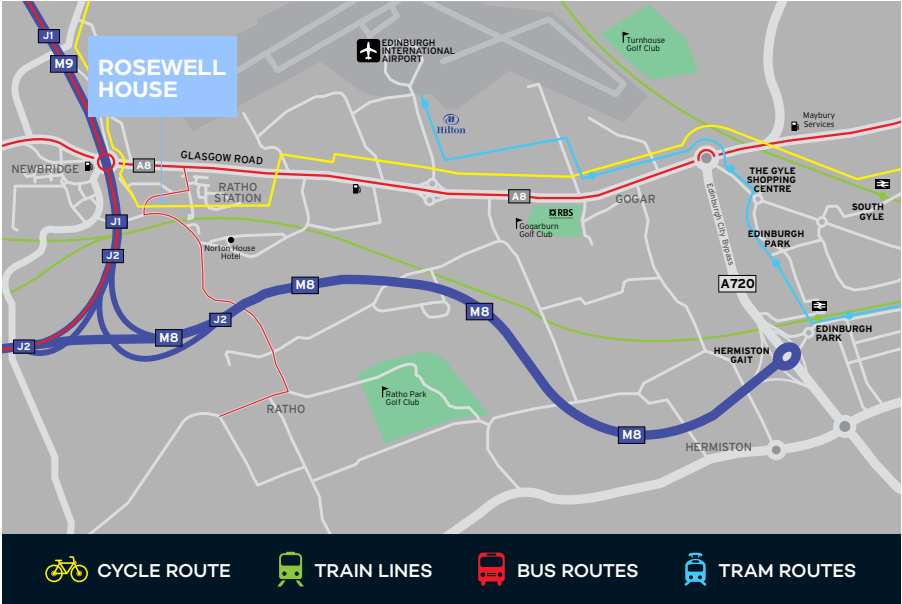 J1
M9
ROSEWELL
HOUSE
EDINBURGH
INTERNATIONAL
AIRPORT
Turnhouse
Golf Club
Hilton
Maybury
Services
NEWBRIDGE
A8
GLASGOW ROAD
RATHO
STATION
A8
GOGAR
THE GYLE
SHOPPING
CENTRE
SOUTH
GYLE
RBS
Gogarburn
Golf Club
J1
Norton House
Hotel
Edinburgh City Bypass
EDINBURGH
PARK
J2
M8
A720
M8
J2
M8
J2
EDINBURGH
PARK
HERMISTON
GAIT
Ratho Park
Golf Club
RATHO
M8
HERMISTON
CYCLE ROUTE
TRAIN LINES
BUS ROUTES
TRAM ROUTES